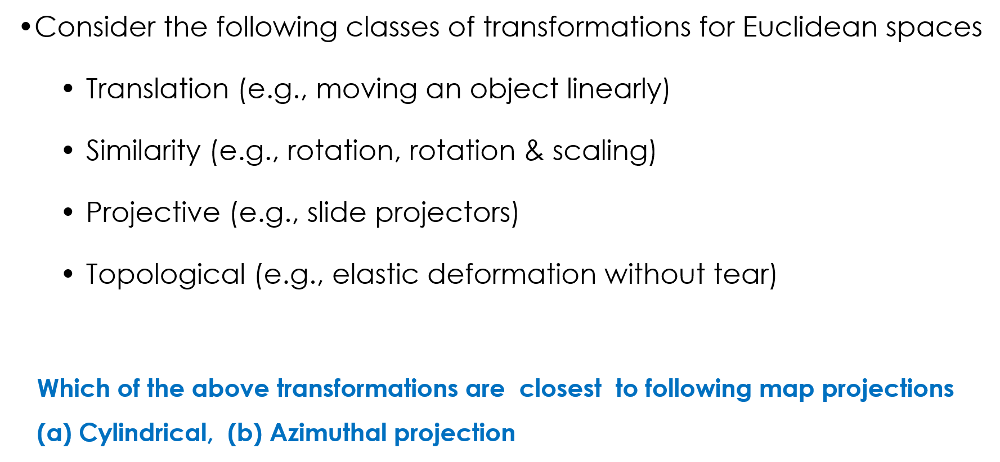 •Consider the following classes of transformations for Euclidean spaces
• Translation (e.g., moving an object linearly)
• Similarity (e.g., rotation, rotation & scaling)
• Projective (e.g., slide projectors)
• Topological (e.g., elastic deformation without tear)
Which of the above transformations are closest to following map projections
(a) Cylindrical, (b) Azimuthal projection